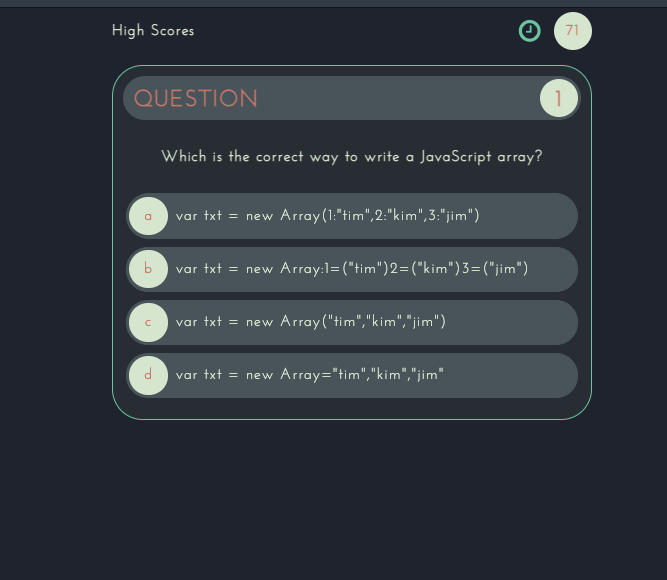 High Scores
71
QUESTION
1
Which is the correct way to write a JavaScript array?
a var txt = new Array(1:"tim",2:"kim",3:"jim")
b var txt = new Array:1=("tim")2=("kim")3=("jim")
c var txt = new Array("tim","kim","jim")
d var txt = new Array="tim","kim","jim"